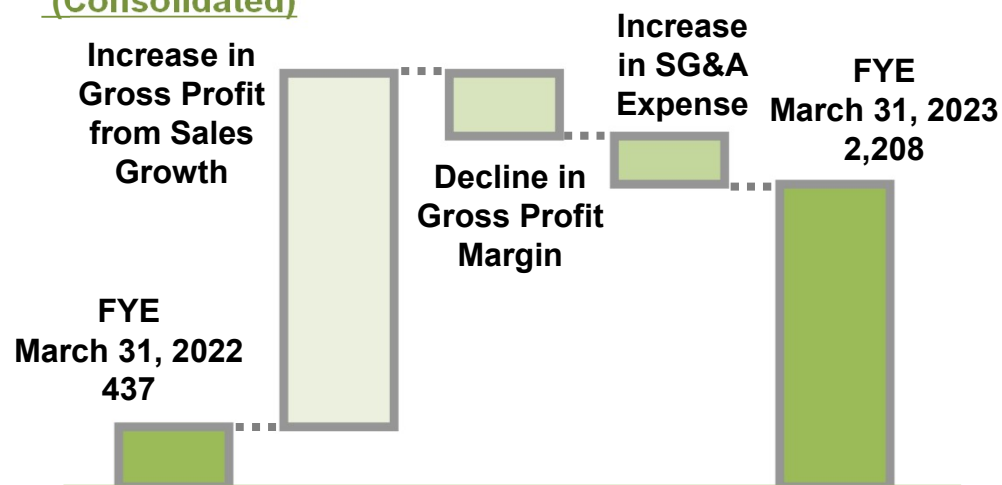 (Consolidated)
Increase in
Gross Profit
from Sales
Growth
Increase
in SG&A
Expense
FYE
March 31, 2023
2,208
Decline in
Gross Profit
Margin
FYE
March 31, 2022
437